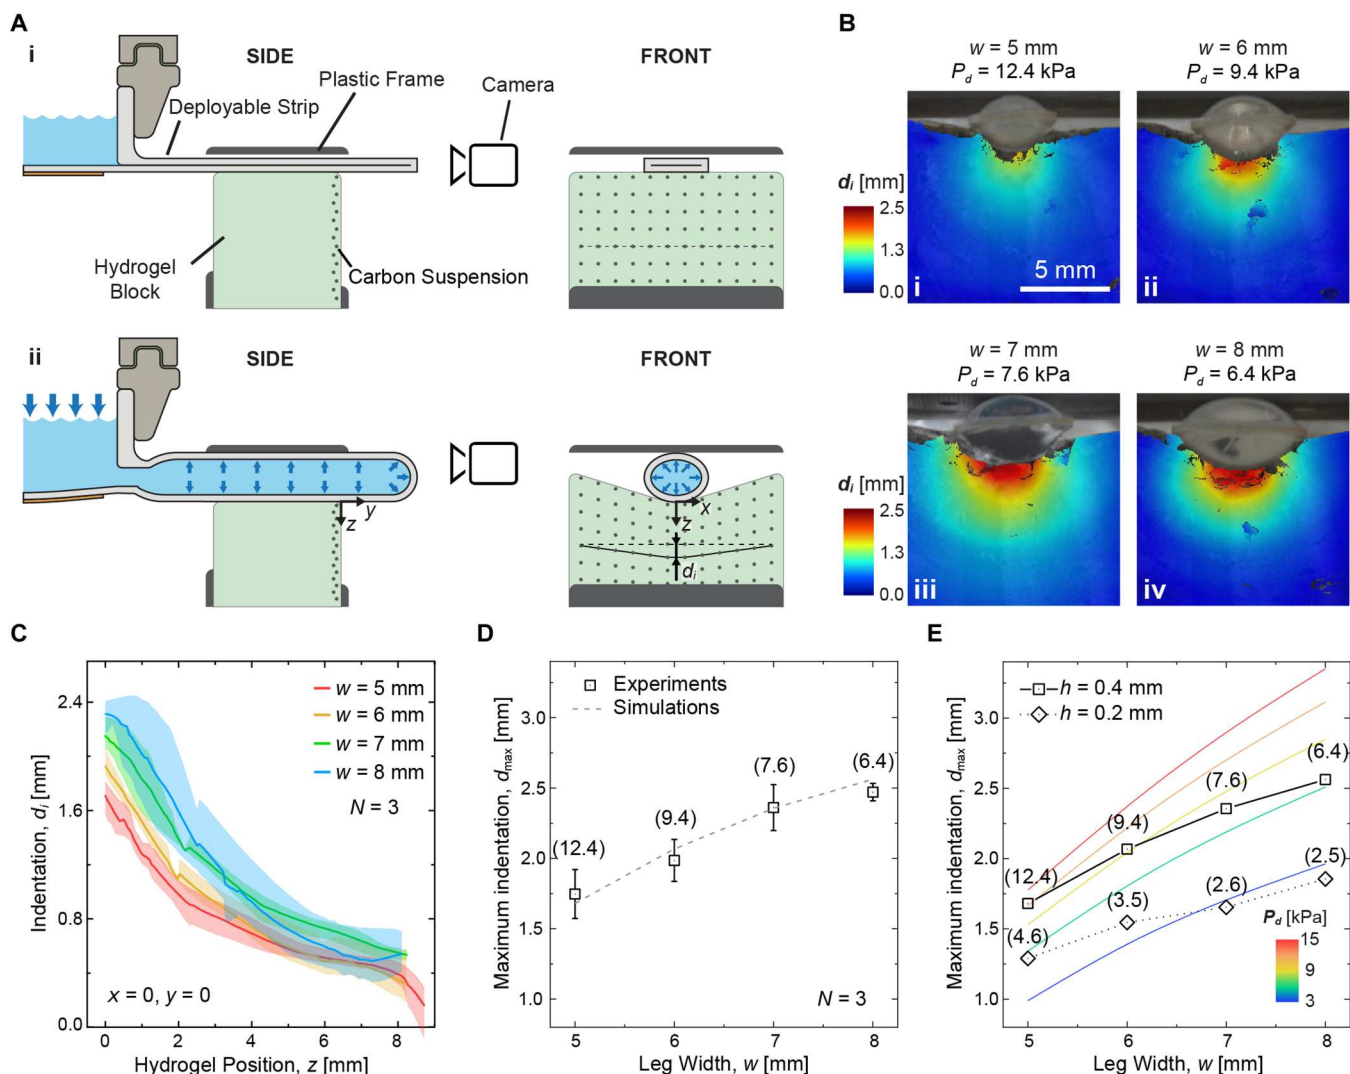 A
i
SIDE
Plastic Frame
Deployable Strip
Camera
FRONT
Hydrogel
Block
Carbon Suspension
ii
SIDE
FRONT
y
z
x
z
d_i
B
w = 5 mm
P_d = 12.4 kPa
w = 6 mm
P_d = 9.4 kPa
d_i [mm]
2.5
1.3
0.0
5 mm
i
ii
w = 7 mm
P_d = 7.6 kPa
w = 8 mm
P_d = 6.4 kPa
d_i [mm]
2.5
1.3
0.0
iii
iv
C
Indentation, d_i [mm]
2.4
1.6
0.8
0.0
w = 5 mm
w = 6 mm
w = 7 mm
w = 8 mm
N = 3
x = 0, y = 0
0 2 4 6 8
Hydrogel Position, z [mm]
D
Maximum indentation, d_max [mm]
3.0
2.5
2.0
1.5
1.0
Experiments
Simulations
(12.4)
(9.4)
(7.6)
(6.4)
N = 3
5 6 7 8
Leg Width, w [mm]
E
Maximum indentation, d_max [mm]
3.0
2.5
2.0
1.5
1.0
h = 0.4 mm
h = 0.2 mm
(12.4)
(9.4)
(7.6)
(6.4)
(4.6)
(3.5)
(2.6)
(2.5)
P_d [kPa]
15
9
3
5 6 7 8
Leg Width, w [mm]